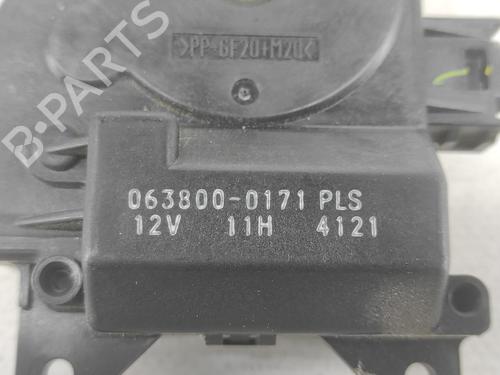 >PP-GF20+M20<
B-PARTS
063800-0171 PLS
12V 11H 4121